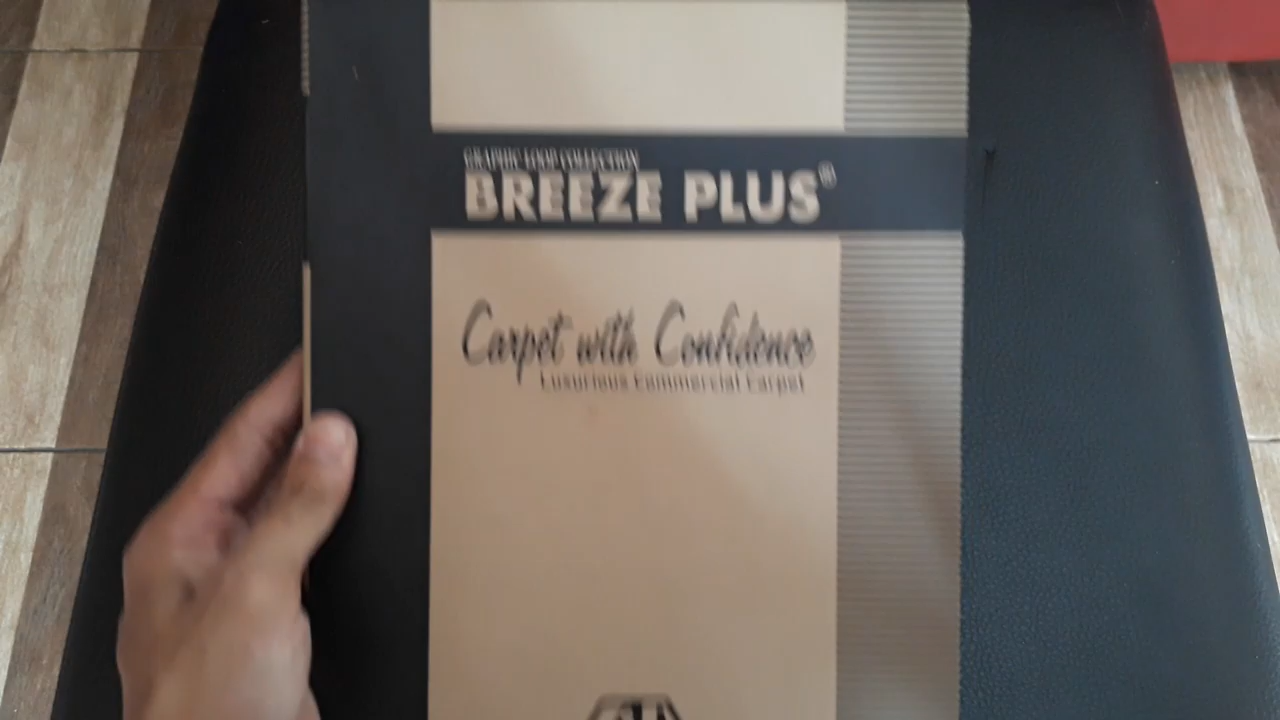 GRAPHIC LOOP COLLECTION
BREEZE PLUS®
Carpet with Confidence
Luxurious Commercial Carpet